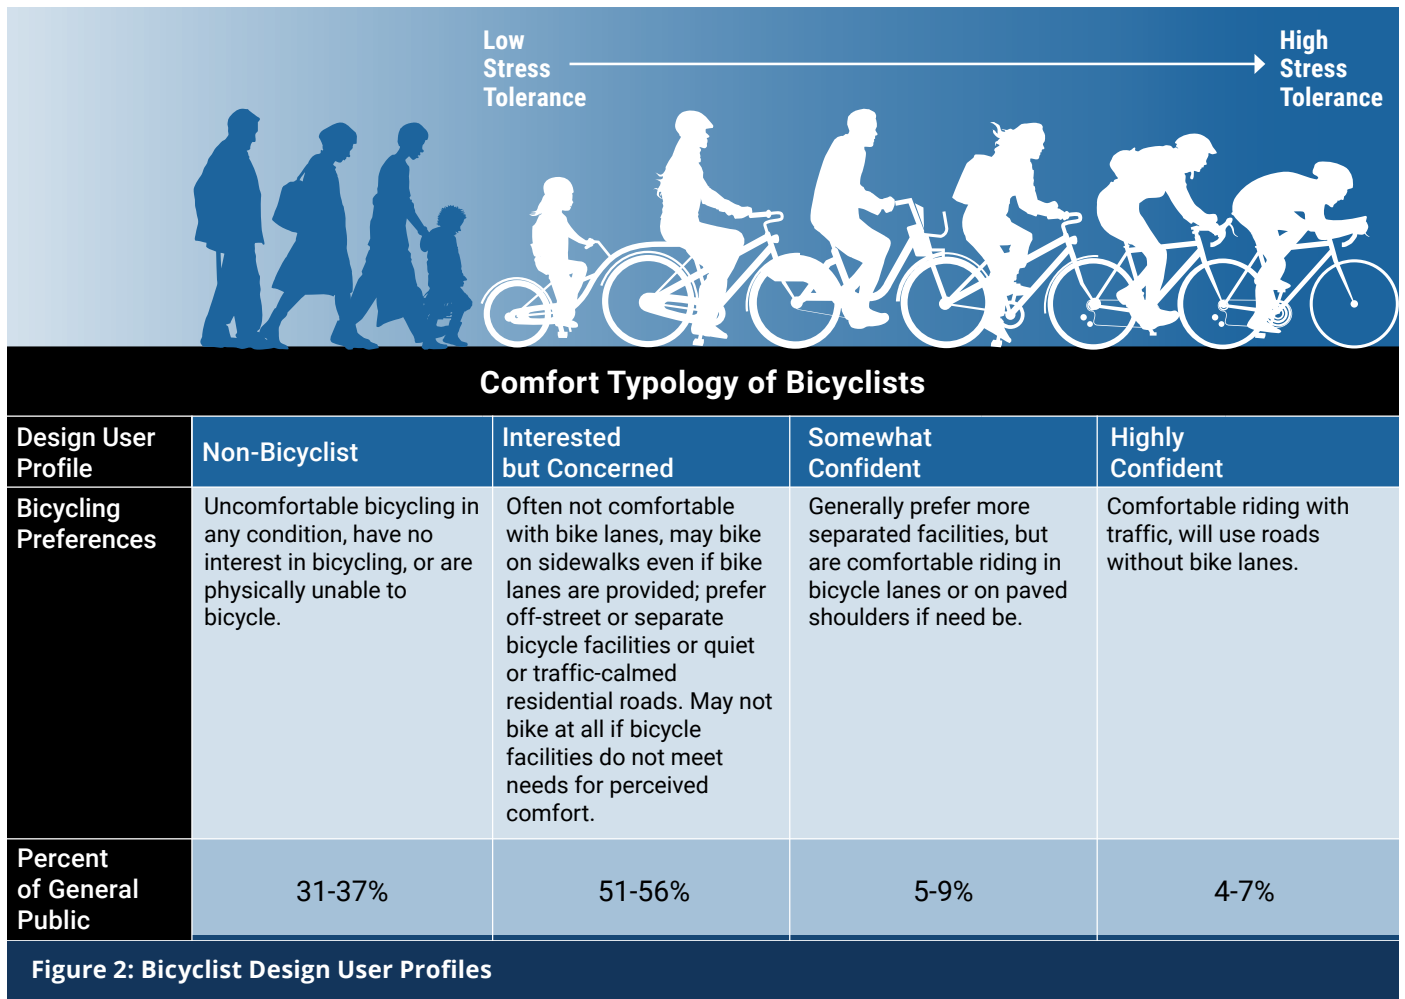 Low
Stress
Tolerance
High
Stress
Tolerance
Comfort Typology of Bicyclists
Design User
Profile
Non-Bicyclist
Interested
but Concerned
Somewhat
Confident
Highly
Confident
Bicycling
Preferences
Uncomfortable bicycling in
any condition, have no
interest in bicycling, or are
physically unable to
bicycle.
Often not comfortable
with bike lanes, may bike
on sidewalks even if bike
lanes are provided; prefer
off-street or separate
bicycle facilities or quiet
or traffic-calmed
residential roads. May not
bike at all if bicycle
facilities do not meet
needs for perceived
comfort.
Generally prefer more
separated facilities, but
are comfortable riding in
bicycle lanes or on paved
shoulders if need be.
Comfortable riding with
traffic, will use roads
without bike lanes.
Percent
of General
Public
31-37%
51-56%
5-9%
4-7%
Figure 2: Bicyclist Design User Profiles